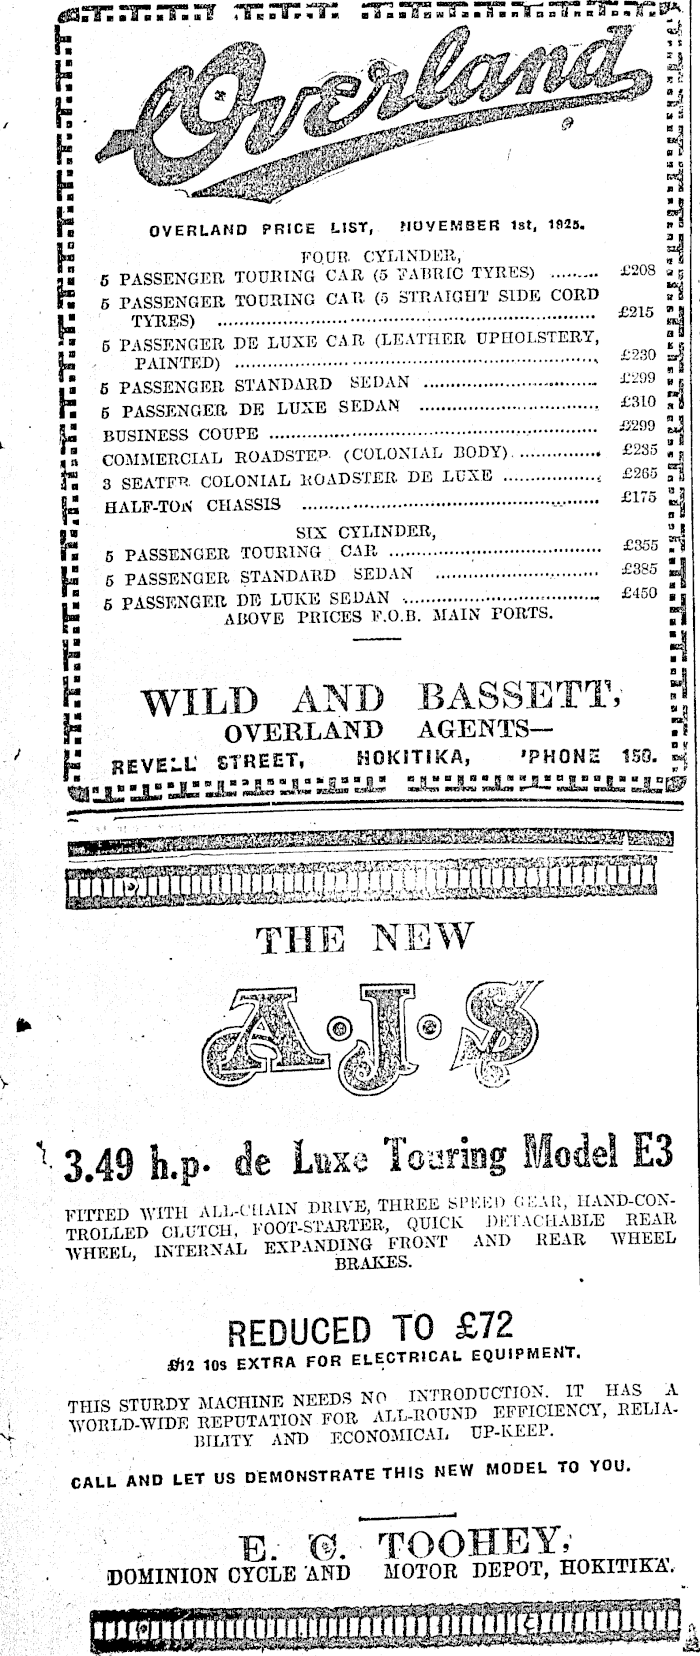 Overland
OVERLAND PRICE LIST, NOVEMBER 1st, 1925.
FOUR CYLINDER,
5 PASSENGER TOURING CAR (5 FABRIC TYRES) ......... £208
5 PASSENGER TOURING CAR (5 STRAIGHT SIDE CORD
TYRES) ................................................ £215
5 PASSENGER DE LUXE CAR (LEATHER UPHOLSTERY,
PAINTED) ................................................ £230
5 PASSENGER STANDARD SEDAN ........................ £299
5 PASSENGER DE LUXE SEDAN ........................ £310
BUSINESS COUPE ................................................ £299
COMMERCIAL ROADSTER (COLONIAL BODY) ............. £235
3 SEATER COLONIAL ROADSTER DE LUXE ............. £265
HALF-TON CHASSIS ........................................ £175
SIX CYLINDER,
5 PASSENGER TOURING CAR ................................ £355
5 PASSENGER STANDARD SEDAN ........................ £385
5 PASSENGER DE LUKE SEDAN ............................ £450
ABOVE PRICES F.O.B. MAIN PORTS.
WILD AND BASSETT,
OVERLAND AGENTS—
REVELL STREET, HOKITIKA, 'PHONE 150.
THE NEW
A·J·S
3.49 h.p. de Luxe Touring Model E3
FITTED WITH ALL-CHAIN DRIVE, THREE SPEED GEAR, HAND-CON-
TROLLED CLUTCH, FOOT-STARTER, QUICK DETACHABLE REAR
WHEEL, INTERNAL EXPANDING FRONT AND REAR WHEEL
BRAKES.
REDUCED TO £72
£12 10s EXTRA FOR ELECTRICAL EQUIPMENT.
THIS STURDY MACHINE NEEDS NO INTRODUCTION. IT HAS A
WORLD-WIDE REPUTATION FOR ALL-ROUND EFFICIENCY, RELIA-
BILITY AND ECONOMICAL UP-KEEP.
CALL AND LET US DEMONSTRATE THIS NEW MODEL TO YOU.
E. C. TOOHEY,
DOMINION CYCLE AND MOTOR DEPOT, HOKITIKA.